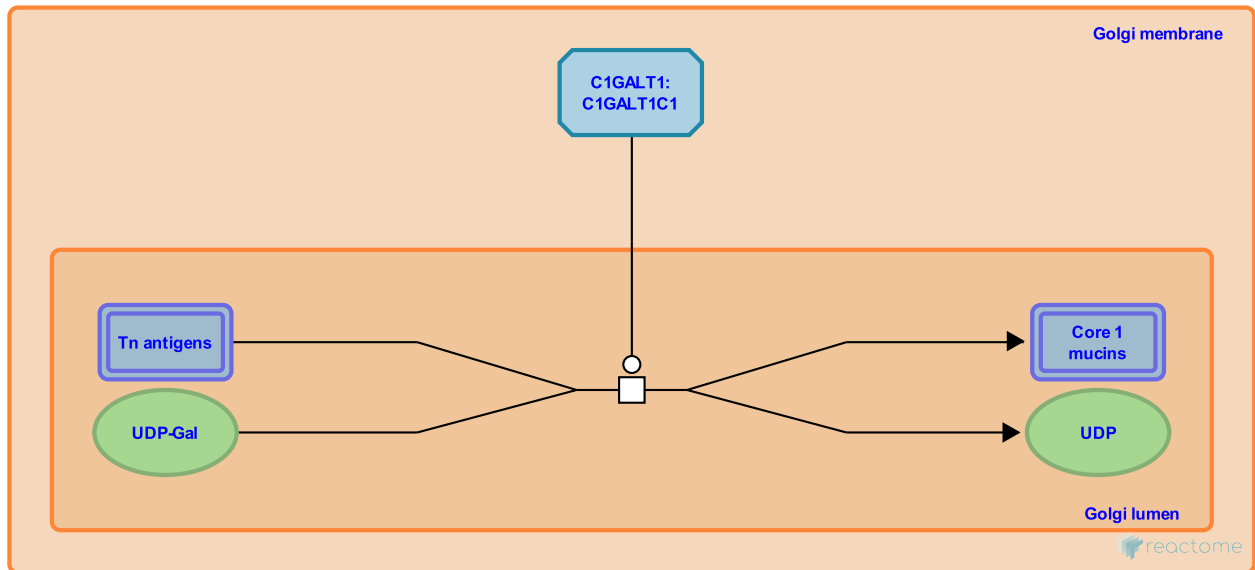 Golgi membrane
C1GALT1:
C1GALT1C1
Tn antigens
Core 1
mucins
UDP-Gal
UDP
Golgi lumen
reactome